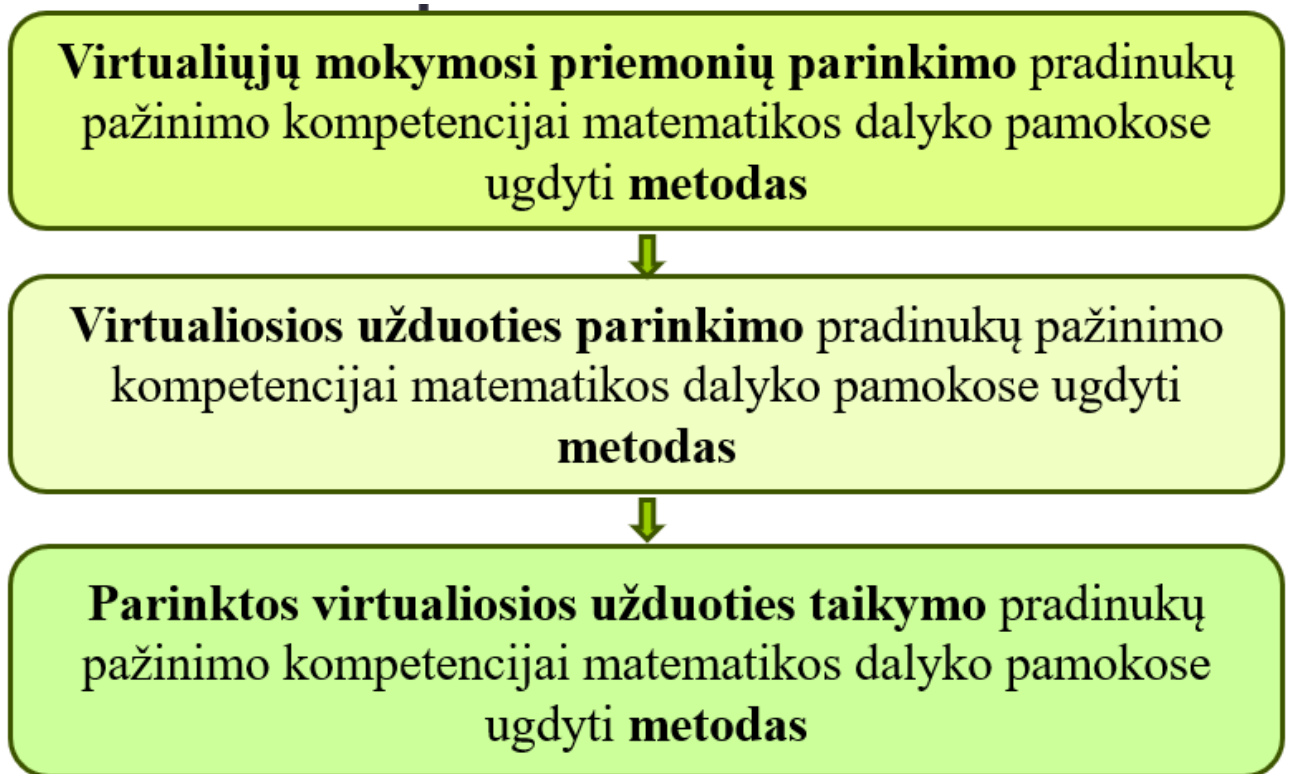 Virtualiųjų mokymosi priemonių parinkimo pradinukų
pažinimo kompetencijai matematikos dalyko pamokose
ugdyti metodas
Virtualiosios užduoties parinkimo pradinukų pažinimo
kompetencijai matematikos dalyko pamokose ugdyti
metodas
Parinktos virtualiosios užduoties taikymo pradinukų
pažinimo kompetencijai matematikos dalyko pamokose
ugdyti metodas